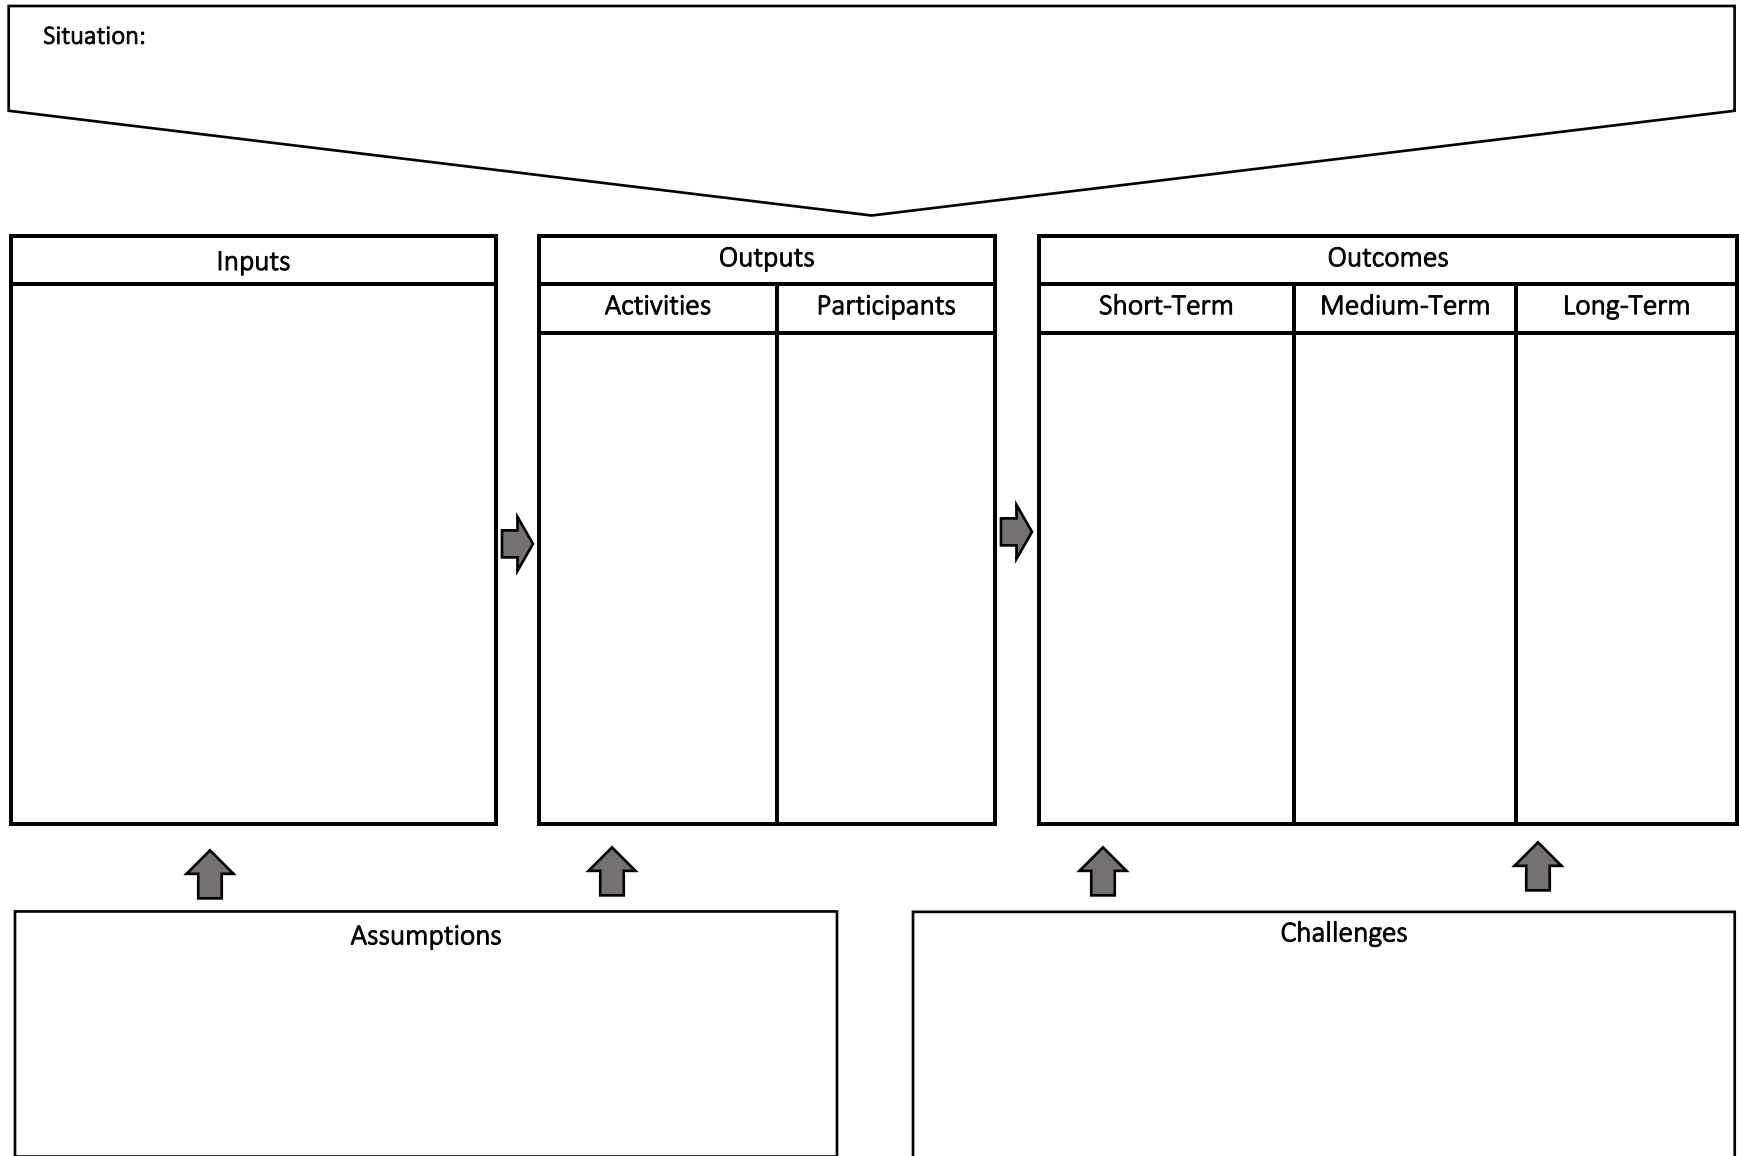 Situation:
Inputs
Outputs
Activities
Participants
Outcomes
Short-Term
Medium-Term
Long-Term
Assumptions
Challenges